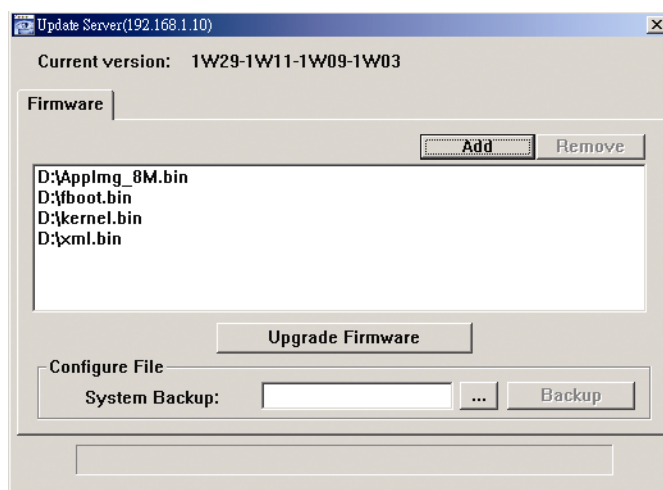 Update Server(192.168.1.10)
Current version: 1W29-1W11-1W09-1W03
Firmware
Add Remove
D:\AppImg_8M.bin
D:\fboot.bin
D:\kernel.bin
D:\xml.bin
Upgrade Firmware
Configure File
System Backup: ... Backup